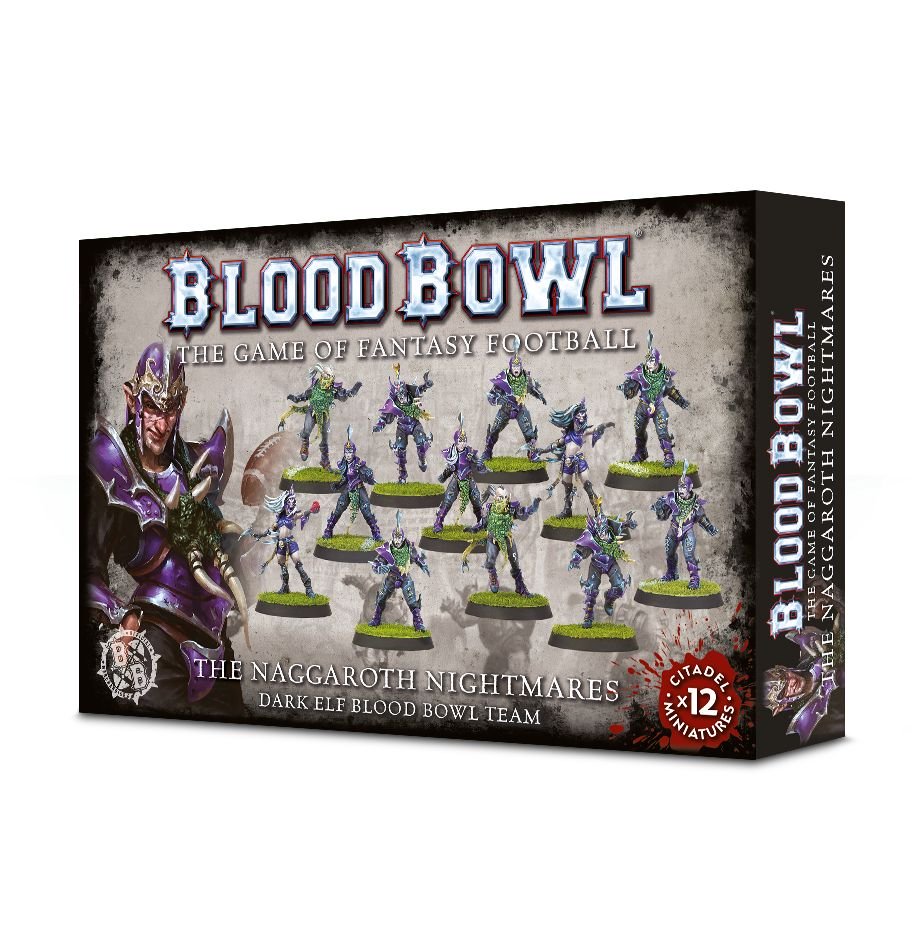 BLOOD BOWL®
THE GAME OF FANTASY FOOTBALL
THE NAGGAROTH NIGHTMARES
DARK ELF BLOOD BOWL TEAM
CITADEL
x12
MINIATURES
BB
BLOOD BOWL
THE GAME OF FANTASY FOOTBALL
THE NAGGAROTH NIGHTMARES